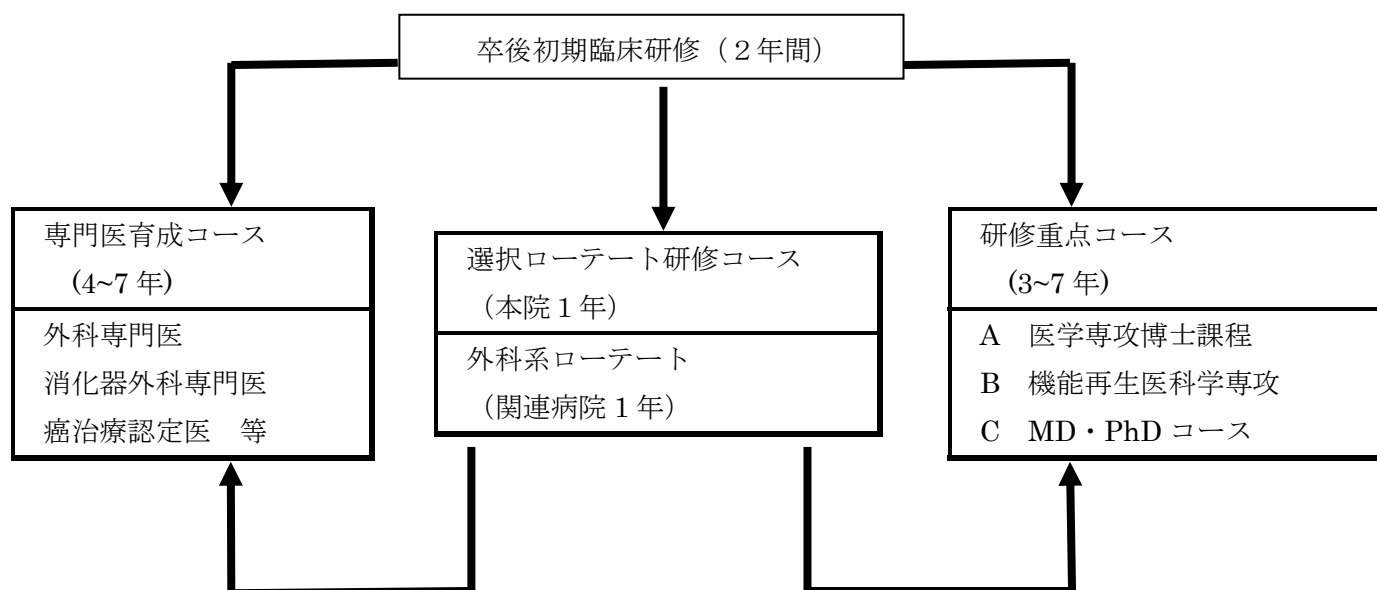 卒後初期臨床研修（２年間）
専門医育成コース
(4~7 年)
外科専門医
消化器外科専門医
癌治療認定医　等
選択ローテート研修コース
（本院１年）
外科系ローテート
（関連病院１年）
研修重点コース
(3~7 年)
A　医学専攻博士課程
B　機能再生医科学専攻
C　MD・PhD コース